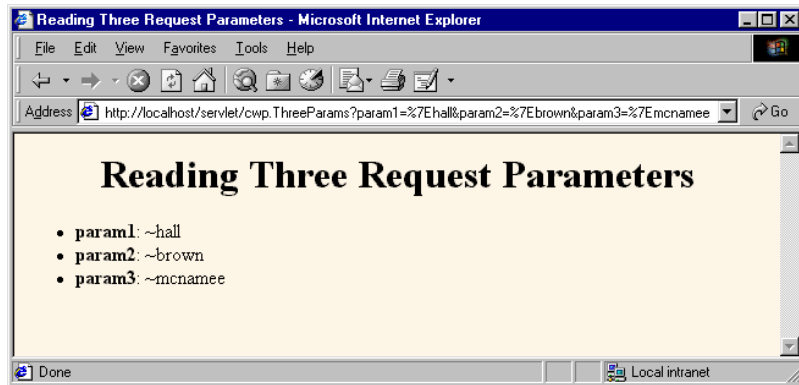 Reading Three Request Parameters - Microsoft Internet Explorer
File Edit View Favorites Tools Help
Address http://localhost/servlet/cwp.ThreeParams?param1=%7Ehall&param2=%7Ebrown&param3=%7Emcnamee Go
Reading Three Request Parameters
• param1: ~hall
• param2: ~brown
• param3: ~mcnamee
Done Local intranet